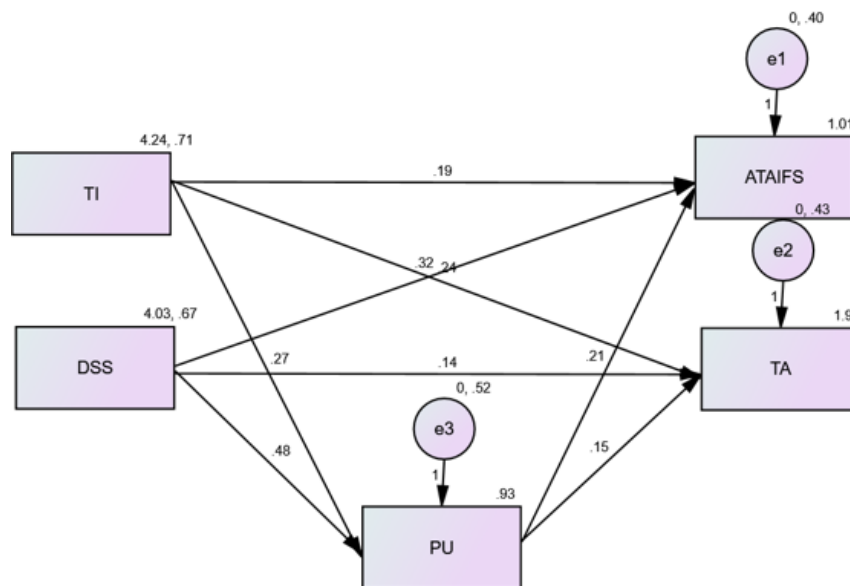 0, .40
e1
1
1.01
4.24, .71
TI
.19
ATAIFS
0, .43
e2
.32
.24
1
4.03, .67
1.9
DSS
.27
.14
.21
TA
0, .52
e3
.48
.15
1
.93
PU